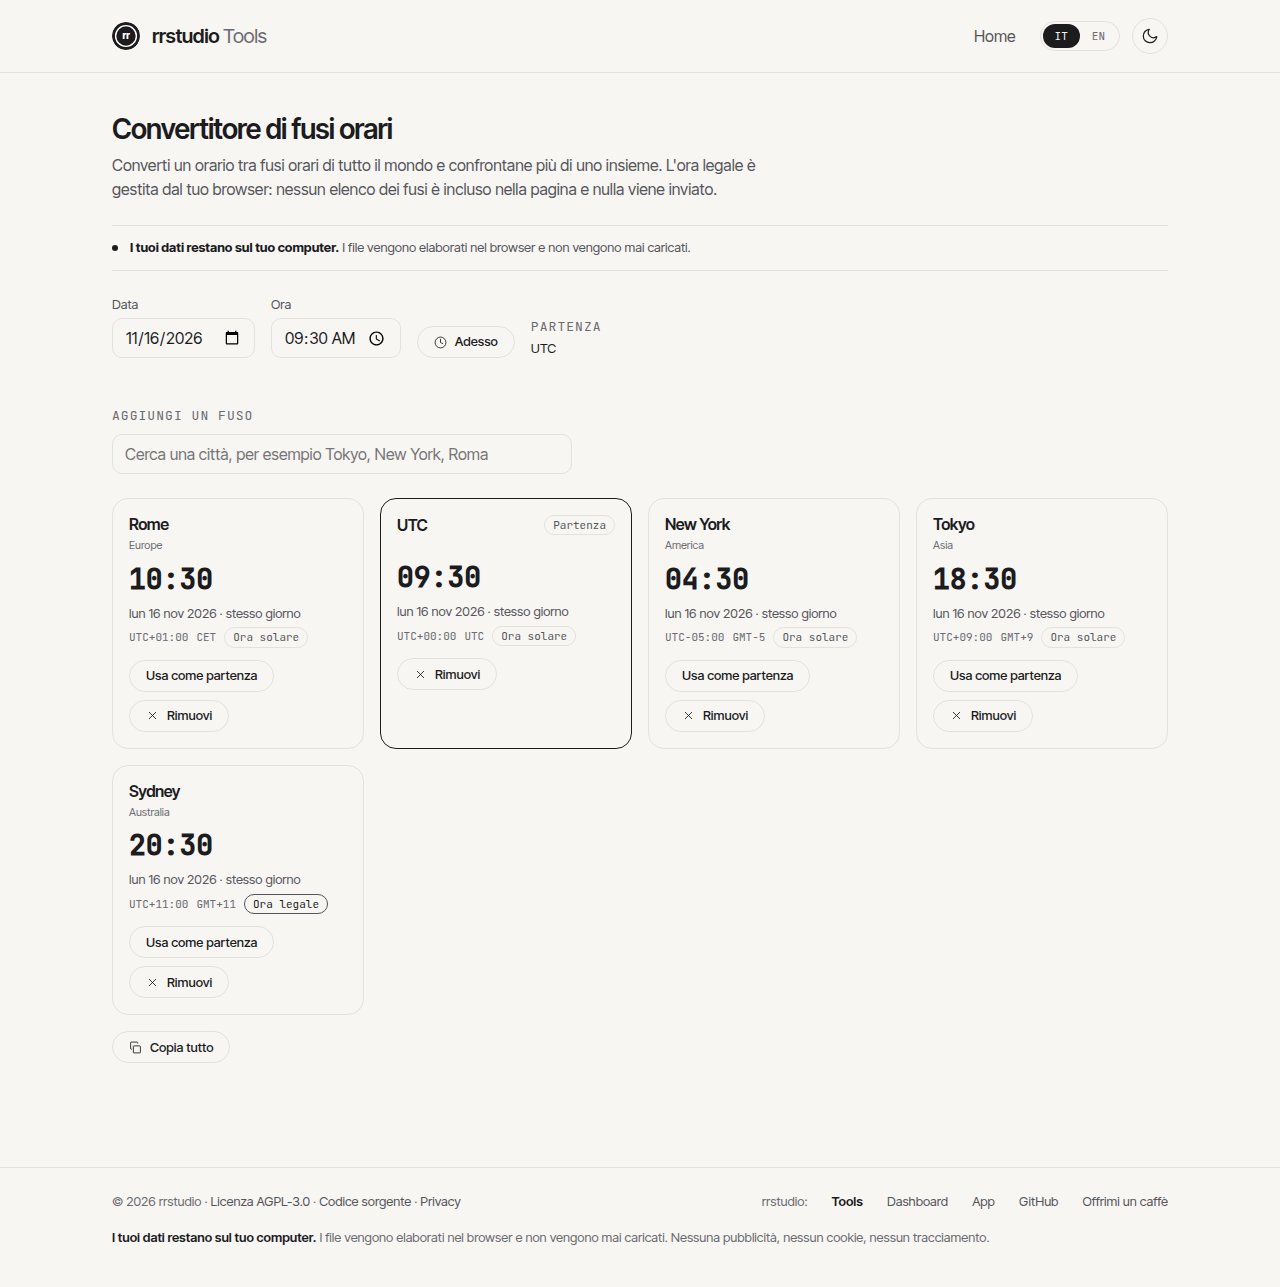 rr rrstudio Tools
Home
IT EN
Convertitore di fusi orari
Converti un orario tra fusi orari di tutto il mondo e confrontane più di uno insieme. L'ora legale è
gestita dal tuo browser: nessun elenco dei fusi è incluso nella pagina e nulla viene inviato.
I tuoi dati restano sul tuo computer. I file vengono elaborati nel browser e non vengono mai caricati.
Data
11/16/2026
Ora
09:30 AM
Adesso
PARTENZA
UTC
AGGIUNGI UN FUSO
Cerca una città, per esempio Tokyo, New York, Roma
Rome
Europe
10:30
lun 16 nov 2026 · stesso giorno
UTC+01:00 CET Ora solare
Usa come partenza
Rimuovi
UTC Partenza
09:30
lun 16 nov 2026 · stesso giorno
UTC+00:00 UTC Ora solare
Rimuovi
New York
America
04:30
lun 16 nov 2026 · stesso giorno
UTC-05:00 GMT-5 Ora solare
Usa come partenza
Rimuovi
Tokyo
Asia
18:30
lun 16 nov 2026 · stesso giorno
UTC+09:00 GMT+9 Ora solare
Usa come partenza
Rimuovi
Sydney
Australia
20:30
lun 16 nov 2026 · stesso giorno
UTC+11:00 GMT+11 Ora legale
Usa come partenza
Rimuovi
Copia tutto
© 2026 rrstudio · Licenza AGPL-3.0 · Codice sorgente · Privacy
rrstudio: Tools Dashboard App GitHub Offrimi un caffè
I tuoi dati restano sul tuo computer. I file vengono elaborati nel browser e non vengono mai caricati. Nessuna pubblicità, nessun cookie, nessun tracciamento.